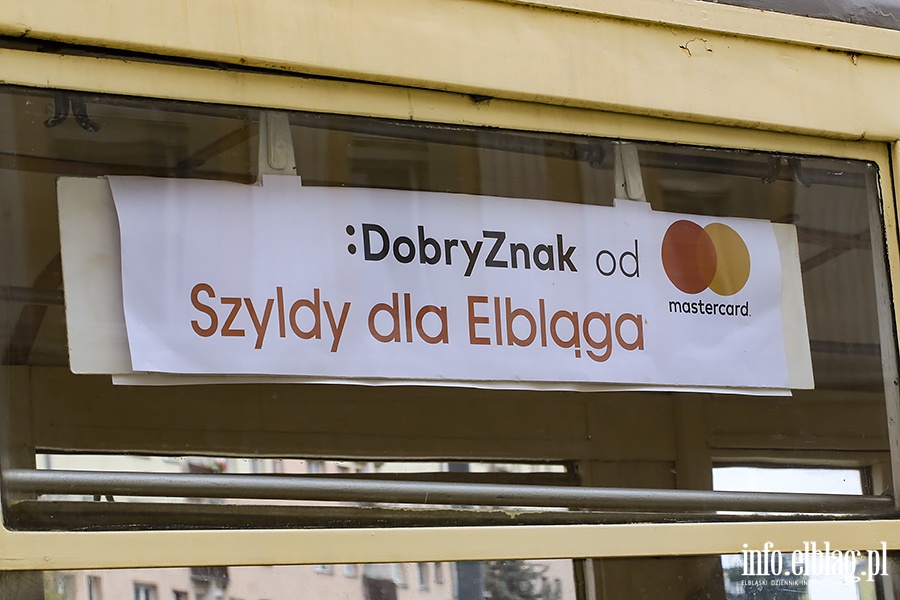 :DobryZnak od
mastercard.
Szyldy dla Elbląga
info.elblag.pl
ELBLĄSKI DZIENNIK INTERNETOWY